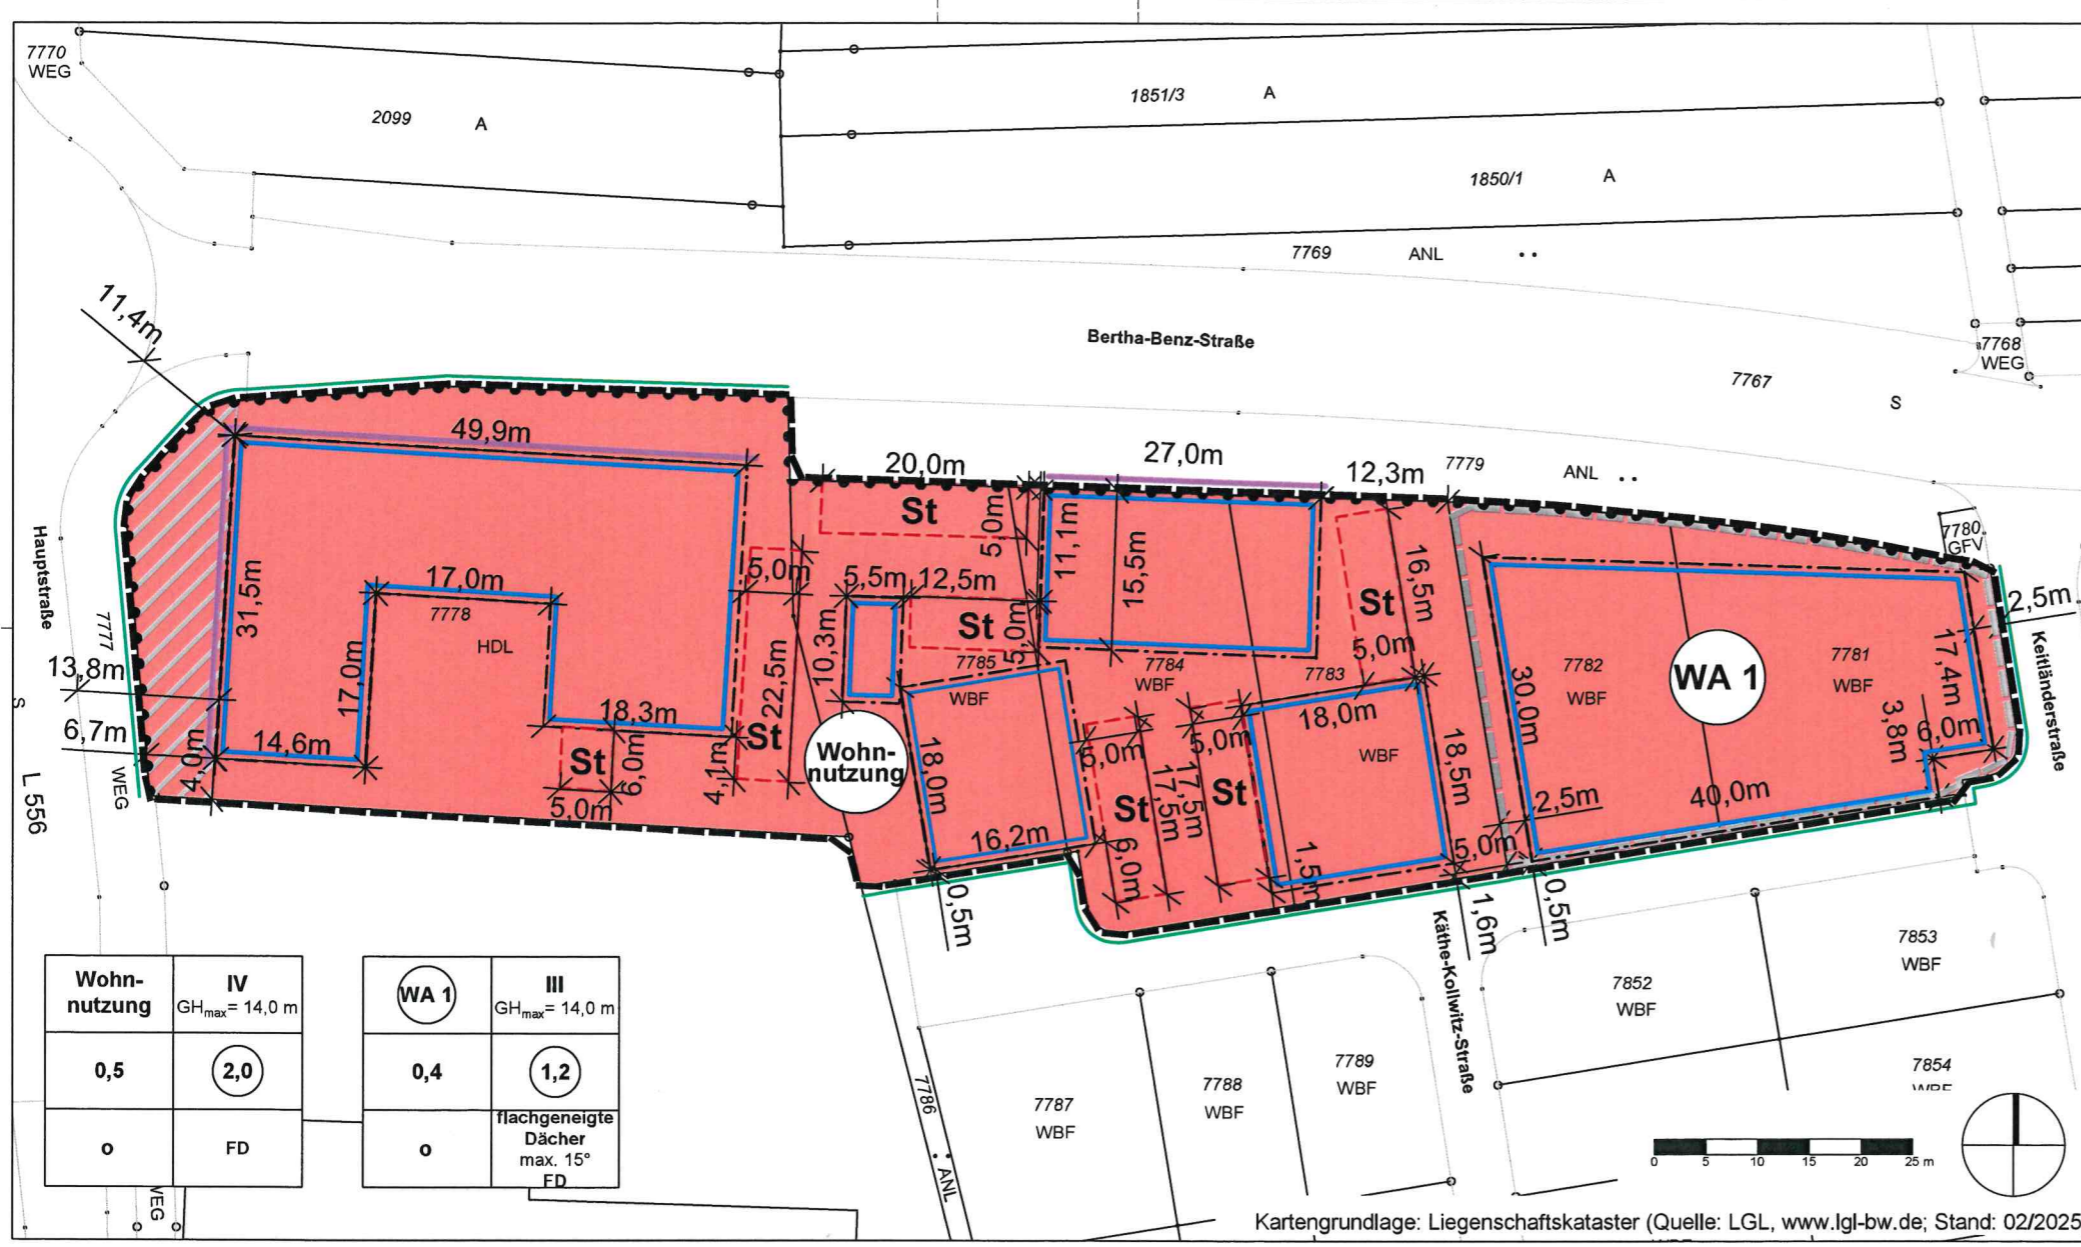 7770
WEG
2099 A
1851/3 A
1850/1 A
7769 ANL
Bertha-Benz-Straße
7768
WEG
7767
S
11,4m
49,9m
20,0m
27,0m
12,3m
7779 ANL
7780
GFV
St
5,0m
11,1m
15,5m
16,5m
St
5,0m
Hauptstraße
7777
WEG
L 556
S
31,5m
17,0m
7778
HDL
17,0m
5,0m
5,5m
12,5m
St
5,0m
10,3m
22,5m
7785
WBF
7784
WBF
7783
WBF
7782
WBF
WA 1
7781
WBF
2,5m
Keitländerstraße
17,4m
3,8m
6,0m
30,0m
40,0m
2,5m
13,8m
6,7m
4,0m
14,6m
18,3m
St
6,0m
5,0m
4,1m
St
Wohn-
nutzung
18,0m
16,2m
0,5m
5,0m
St
17,5m
6,0m
5,0m
17,5m
St
18,0m
18,5m
1,5m
5,0m
1,6m
0,5m
Käthe-Kollwitz-Straße
7853
WBF
7852
WBF
7854
WBF
7789
WBF
7788
WBF
7787
WBF
7786
ANL
Wohn-
nutzung
IV
GHmax= 14,0 m
0,5
2,0
o
FD
WA 1
III
GHmax= 14,0 m
0,4
1,2
o
flachgeneigte
Dächer
max. 15°
FD
0 5 10 15 20 25 m
Kartengrundlage: Liegenschaftskataster (Quelle: LGL, www.lgl-bw.de; Stand: 02/2025